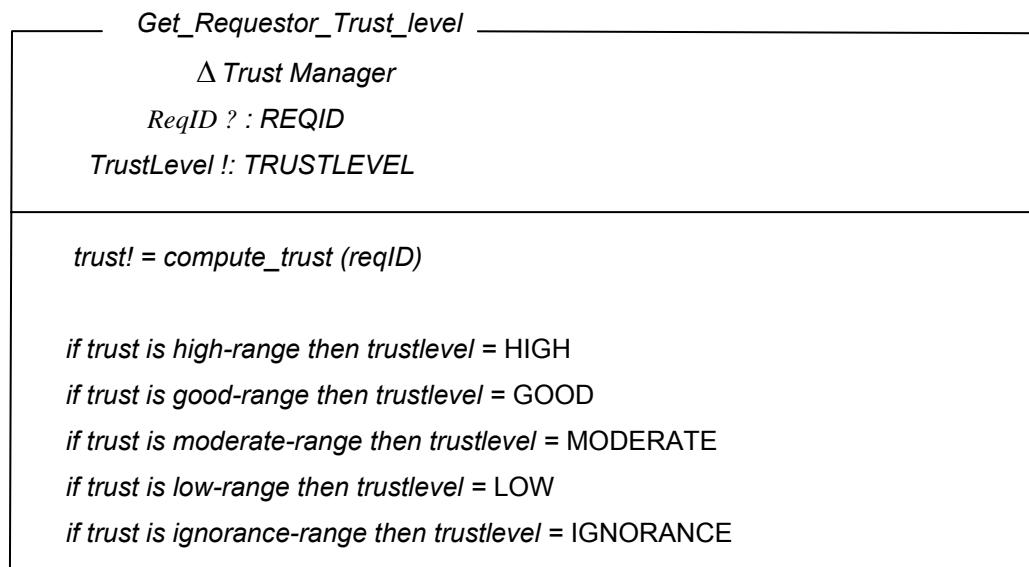 Get_Requestor_Trust_level
Δ Trust Manager
ReqID ? : REQID
TrustLevel !: TRUSTLEVEL
trust! = compute_trust (reqID)
if trust is high-range then trustlevel = HIGH
if trust is good-range then trustlevel = GOOD
if trust is moderate-range then trustlevel = MODERATE
if trust is low-range then trustlevel = LOW
if trust is ignorance-range then trustlevel = IGNORANCE